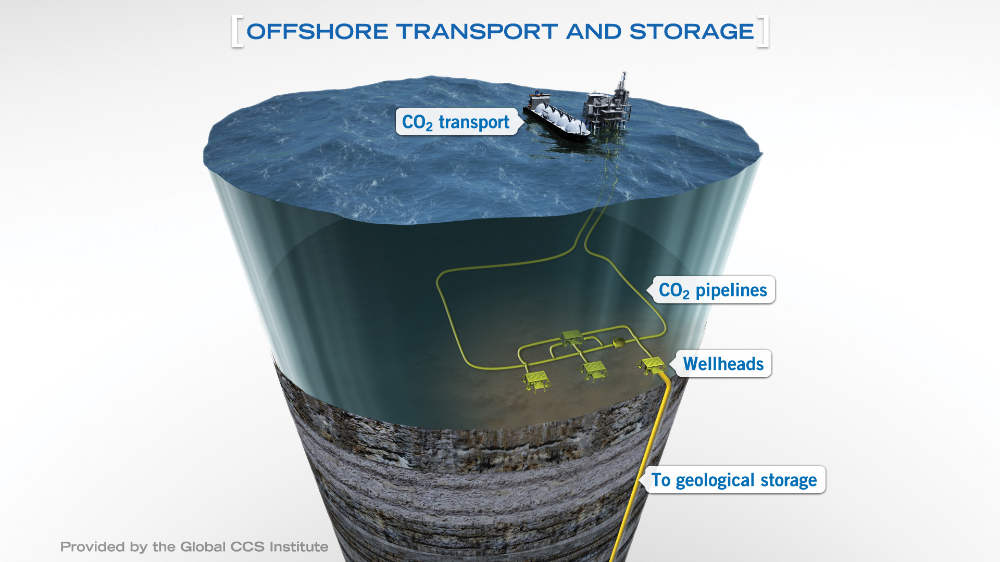 [OFFSHORE TRANSPORT AND STORAGE]
CO₂ transport
CO₂ pipelines
Wellheads
To geological storage
Provided by the Global CCS Institute